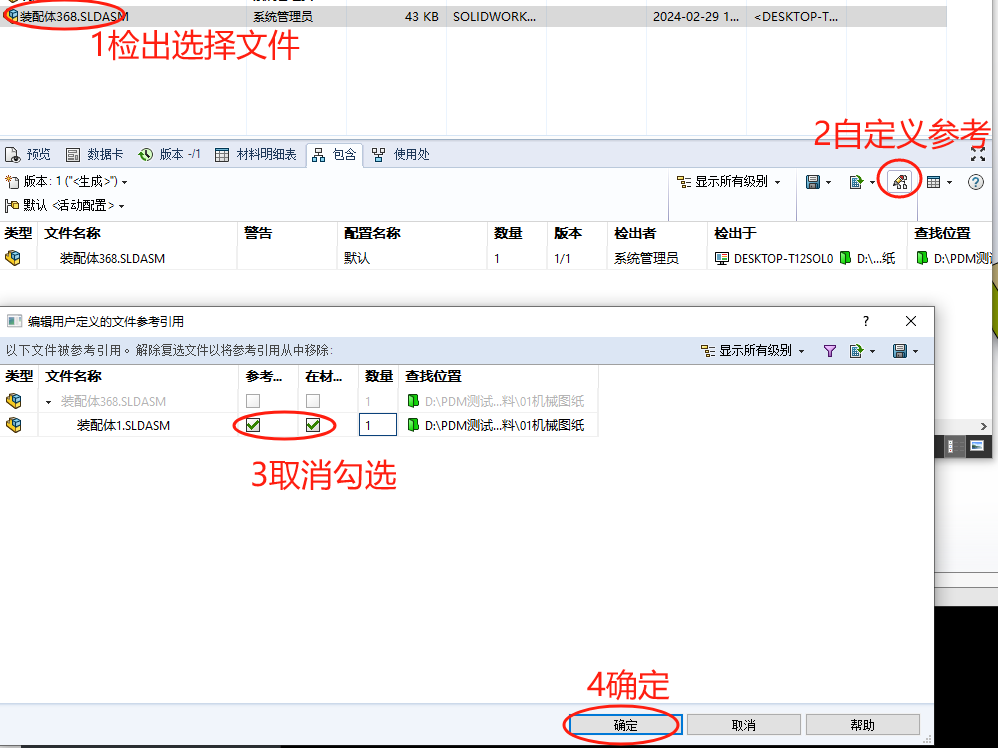 装配体368.SLDASM 系统管理员 43 KB SOLIDWORK... 2024-02-29 1... <DESKTOP-T...
1检出选择文件
2自定义参考
预览 数据卡 版本 -/1 材料明细表 包含 使用处
版本: 1 ("<生成>") 显示所有级别
默认 <活动配置>
类型 文件名称 警告 配置名称 数量 版本 检出者 检出于 查找位置
装配体368.SLDASM 默认 1 1/1 系统管理员 DESKTOP-T12SOL0 D:\...纸 D:\PDM测
编辑用户定义的文件参考引用 ?
以下文件被参考引用。解除复选文件以将参考引用从中移除: 显示所有级别
类型 文件名称 参考... 在材... 数量 查找位置
装配体368.SLDASM 1 D:\PDM测试...料\01机械图纸
装配体1.SLDASM 1 D:\PDM测试...料\01机械图纸
3取消勾选
4确定
确定 取消 帮助